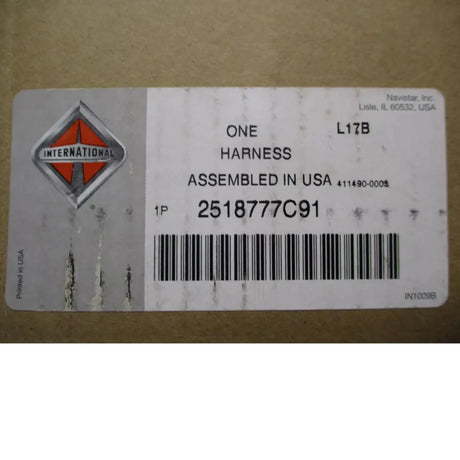 Navistar, Inc.
Lisle, IL 60532, USA
ONE L17B
HARNESS
INTERNATIONAL
ASSEMBLED IN USA 411490-0003
1P 2518777C91
Printed in USA
IN1009B